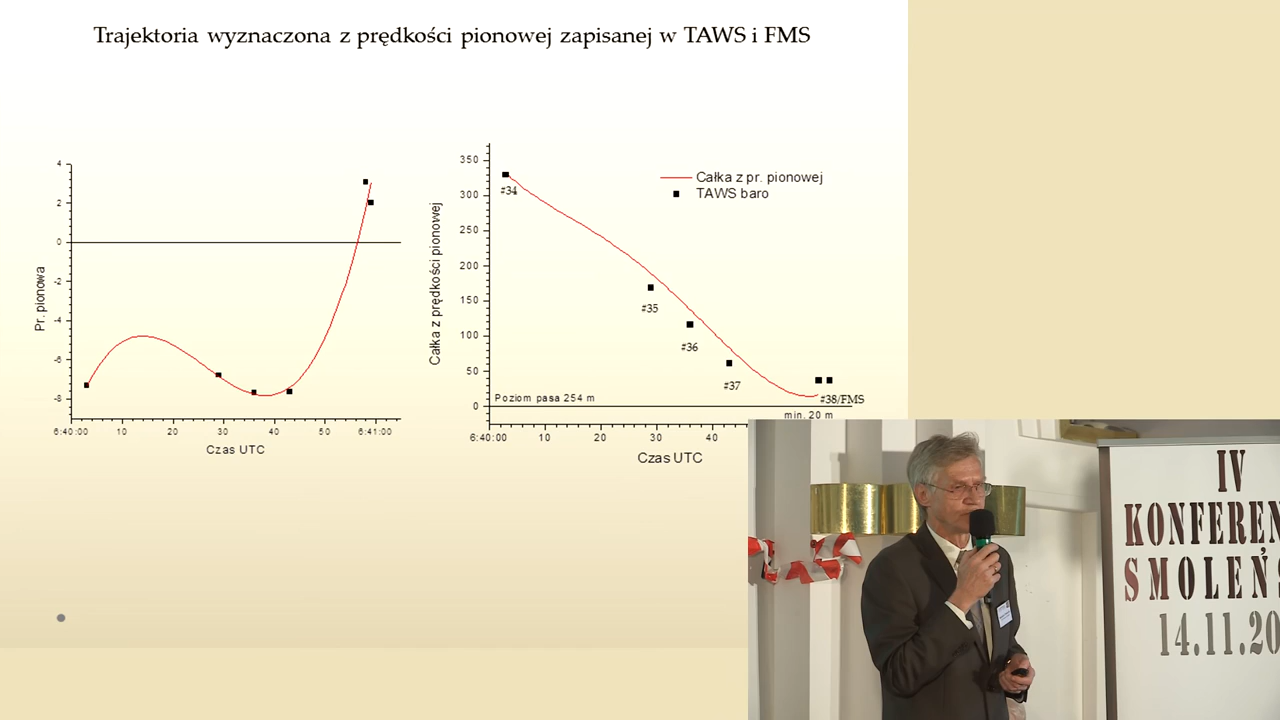 Trajektoria wyznaczona z prędkości pionowej zapisanej w TAWS i FMS
4
2
0
-2
-4
-6
-8
Pr. pionowa
6:40:00 10 20 30 40 50 6:41:00
Czas UTC
350
300
250
200
150
100
50
0
Całka z prędkości pionowej
Całka z pr. pionowej
TAWS baro
#34
#35
#36
#37
#38/FMS
Poziom pasa 254 m
min. 20 m
6:40:00 10 20 30 40
Czas UTC
IV
KONFEREN
SMOLEŃS
14.11.20